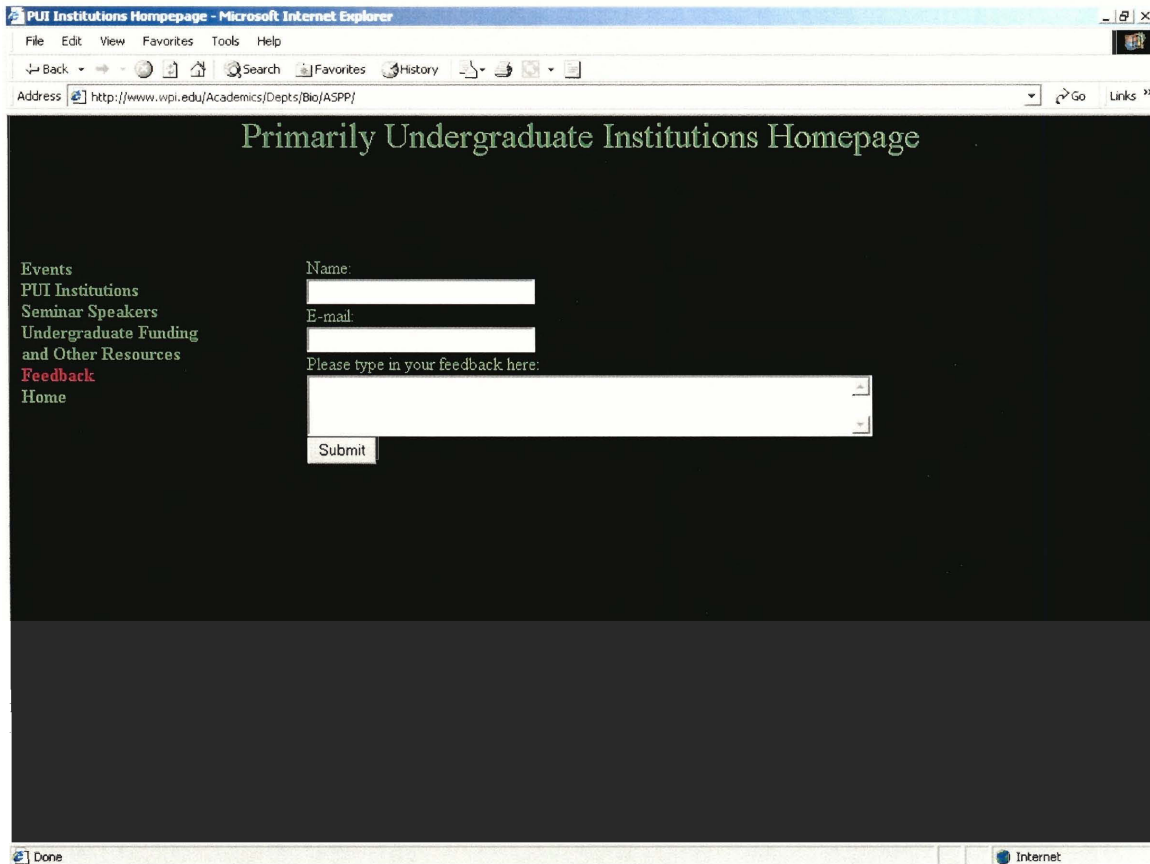 PUI Institutions Hompepage - Microsoft Internet Explorer
File Edit View Favorites Tools Help
Back Search Favorites History
Address http://www.wpi.edu/Academics/Depts/Bio/ASPP/ Go Links »
Primarily Undergraduate Institutions Homepage
Events
PUI Institutions
Seminar Speakers
Undergraduate Funding
and Other Resources
Feedback
Home
Name:
E-mail:
Please type in your feedback here:
Submit
Done Internet